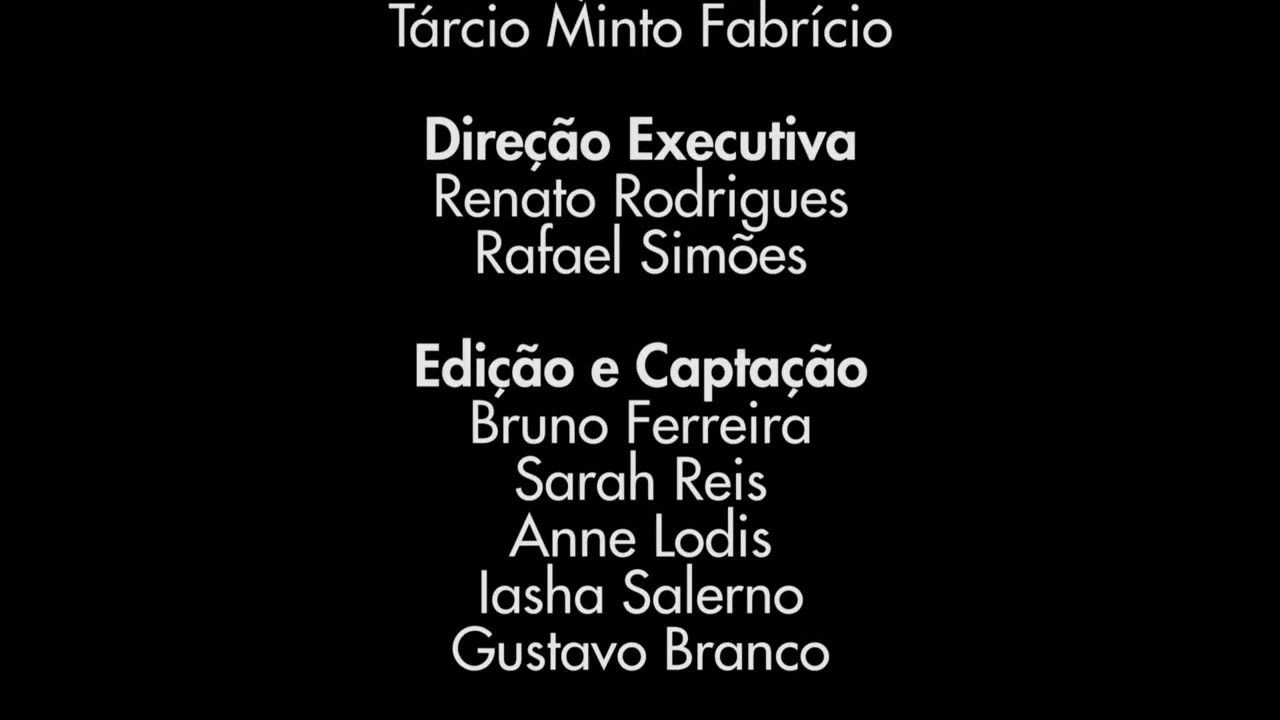 Tárcio Minto Fabrício
Direção Executiva
Renato Rodrigues
Rafael Simões
Edição e Captação
Bruno Ferreira
Sarah Reis
Anne Lodis
Iasha Salerno
Gustavo Branco